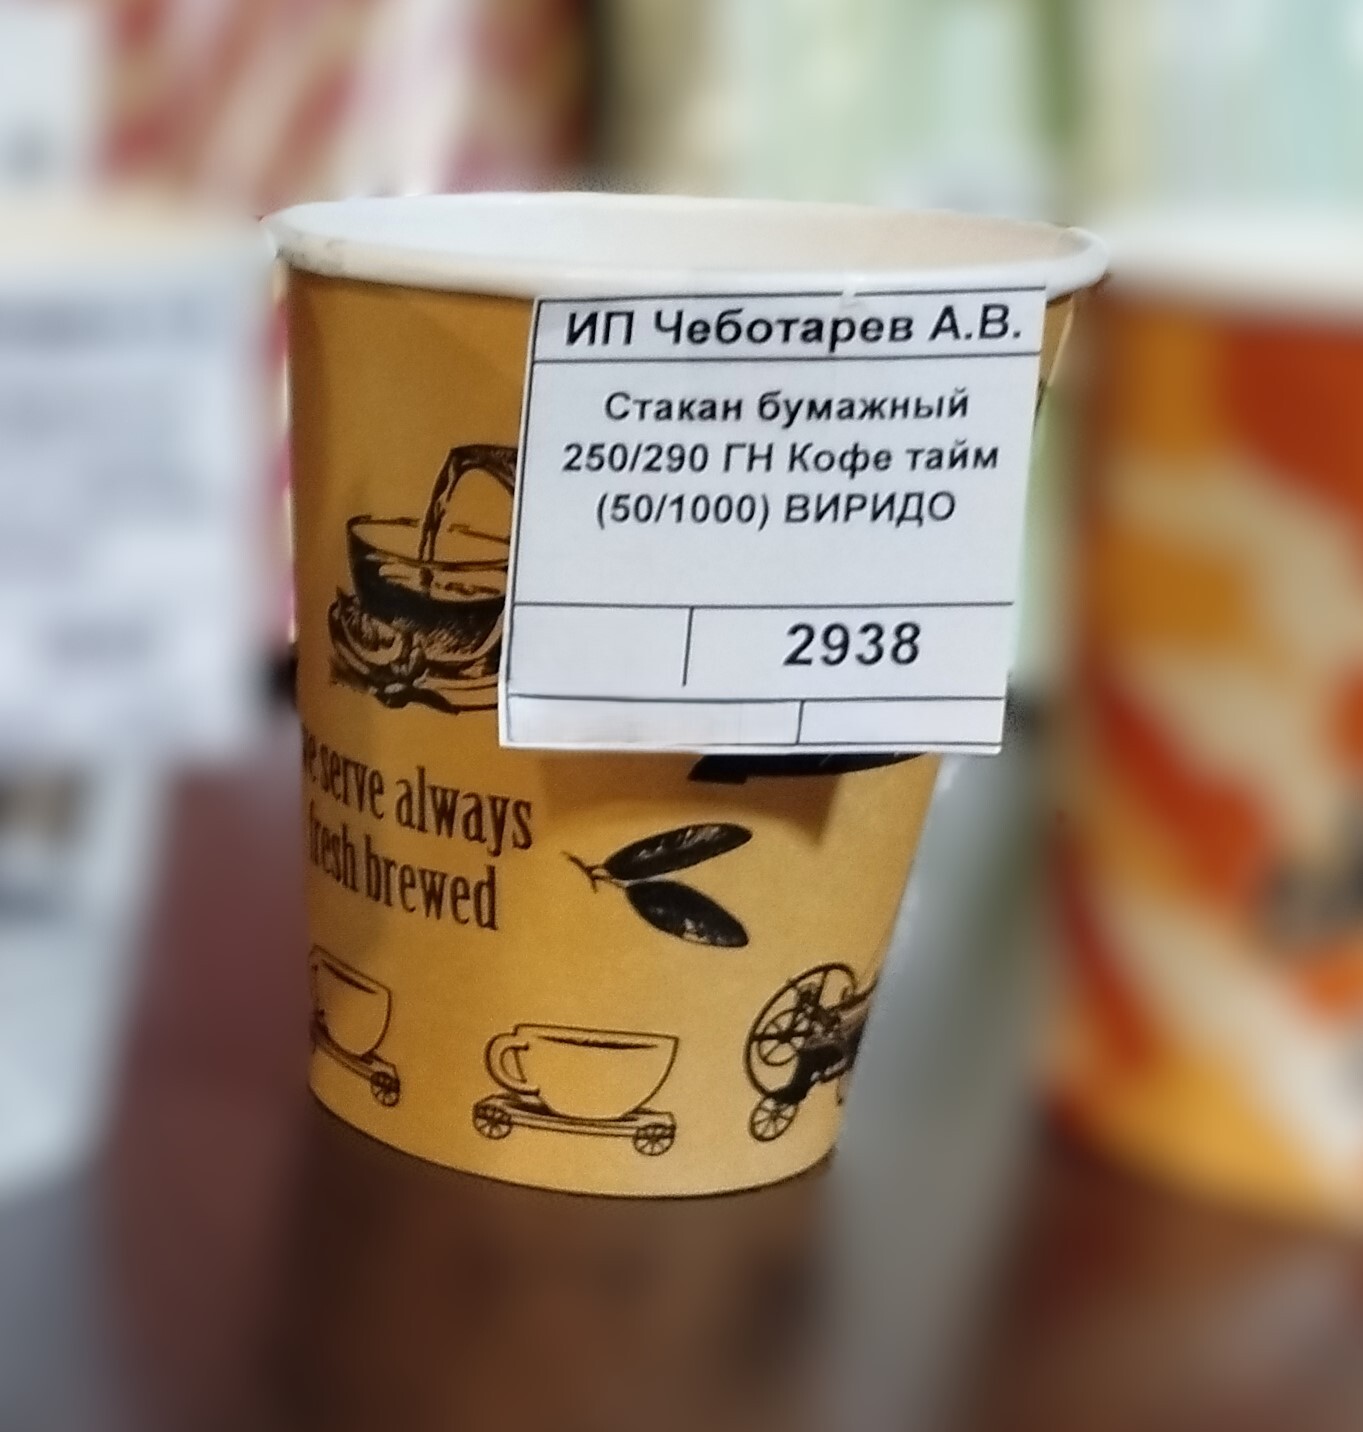 ИП Чеботарев А.В.
Стакан бумажный
250/290 ГН Кофе тайм
(50/1000) ВИРИДО
2938
serve always
fresh brewed